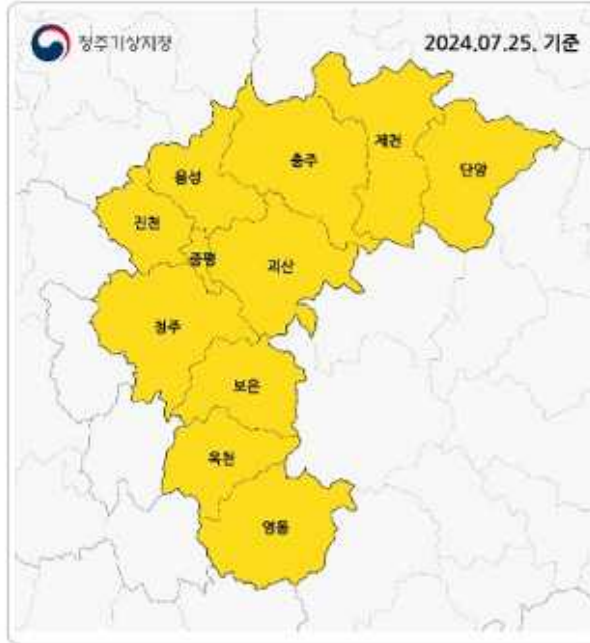 청주기상지청
2024.07.25. 기준
제천
충주
단양
음성
진천
증평
괴산
청주
보은
옥천
영동